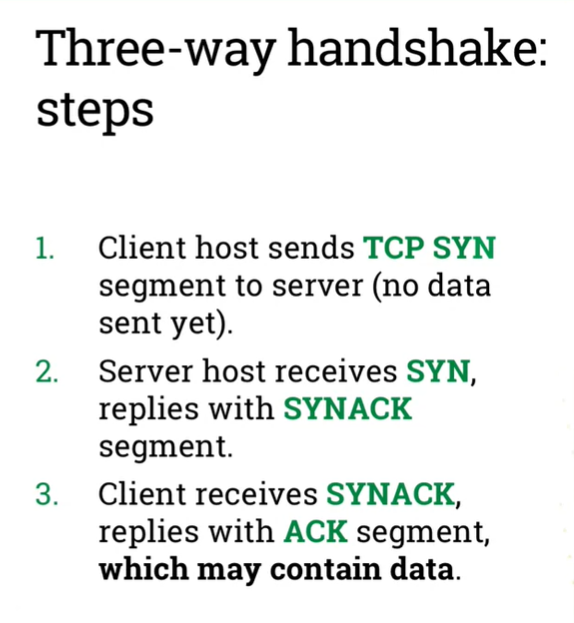 Three-way handshake:
steps
1. Client host sends TCP SYN
segment to server (no data
sent yet).
2. Server host receives SYN,
replies with SYNACK
segment.
3. Client receives SYNACK,
replies with ACK segment,
which may contain data.